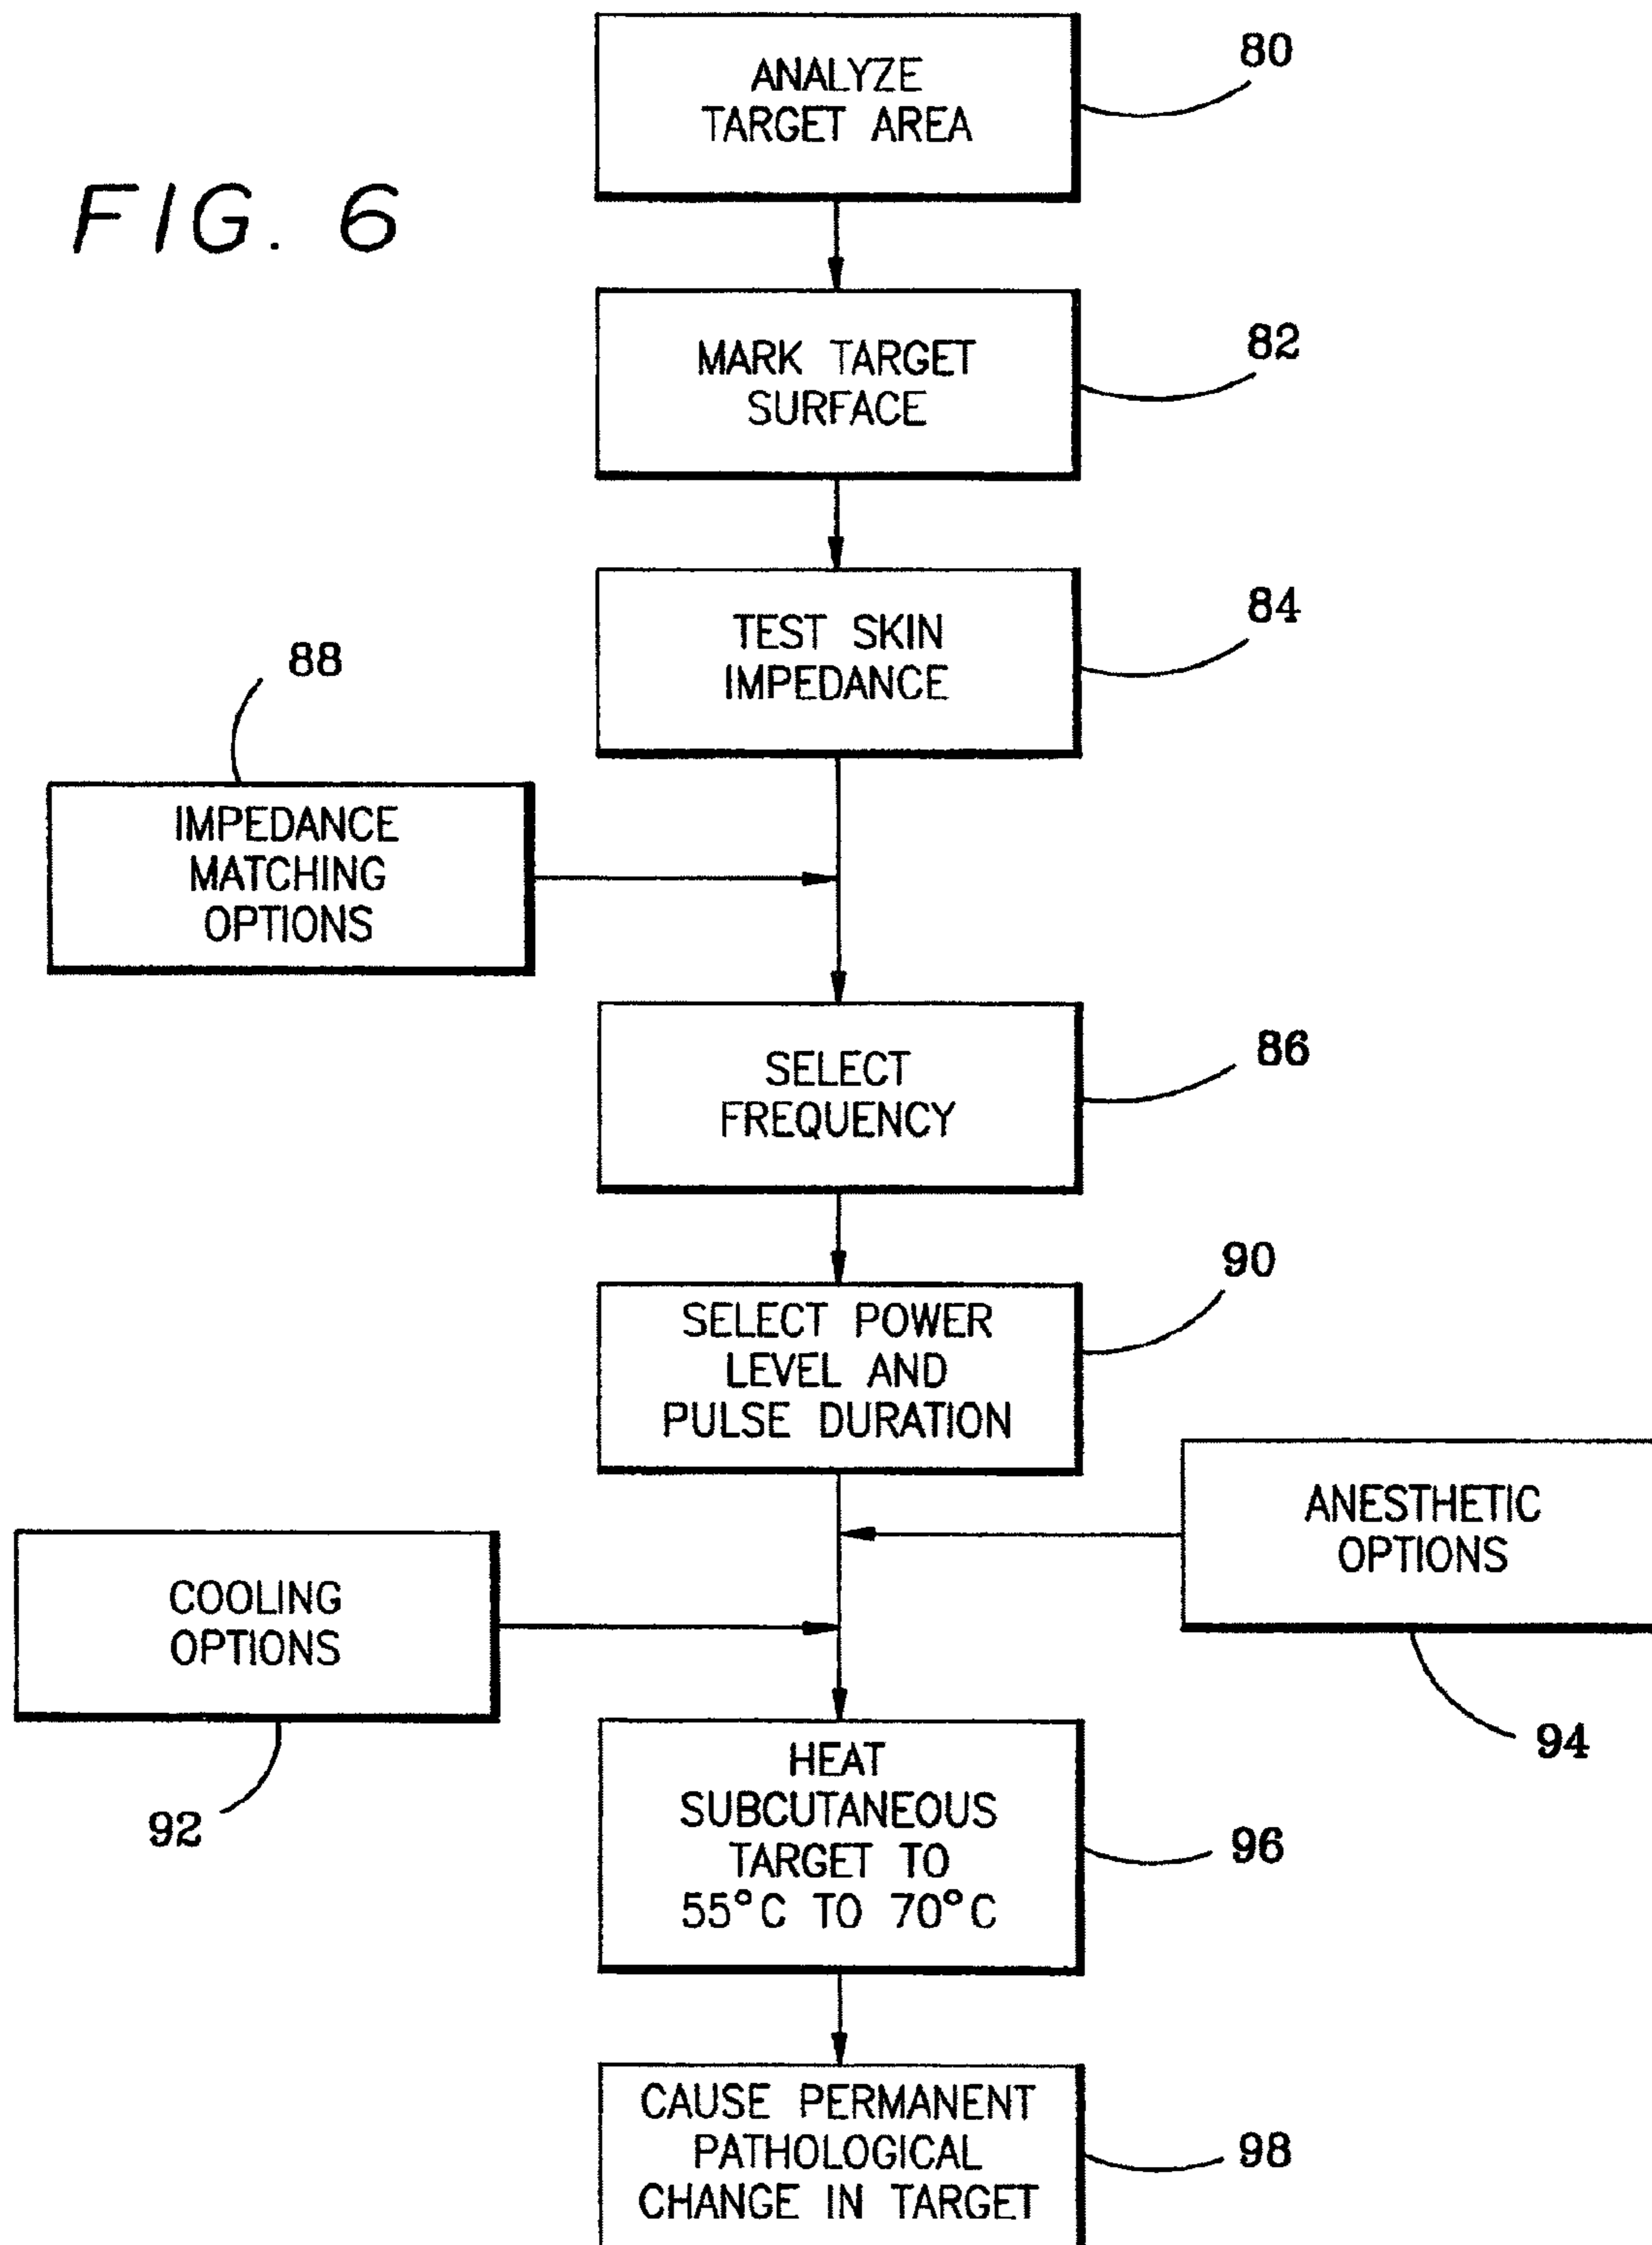 FIG. 6
ANALYZE
TARGET AREA
80
MARK TARGET
SURFACE
82
TEST SKIN
IMPEDANCE
84
88
IMPEDANCE
MATCHING
OPTIONS
SELECT
FREQUENCY
86
SELECT POWER
LEVEL AND
PULSE DURATION
90
ANESTHETIC
OPTIONS
94
COOLING
OPTIONS
92
HEAT
SUBCUTANEOUS
TARGET TO
55°C TO 70°C
96
CAUSE PERMANENT
PATHOLOGICAL
CHANGE IN TARGET
98